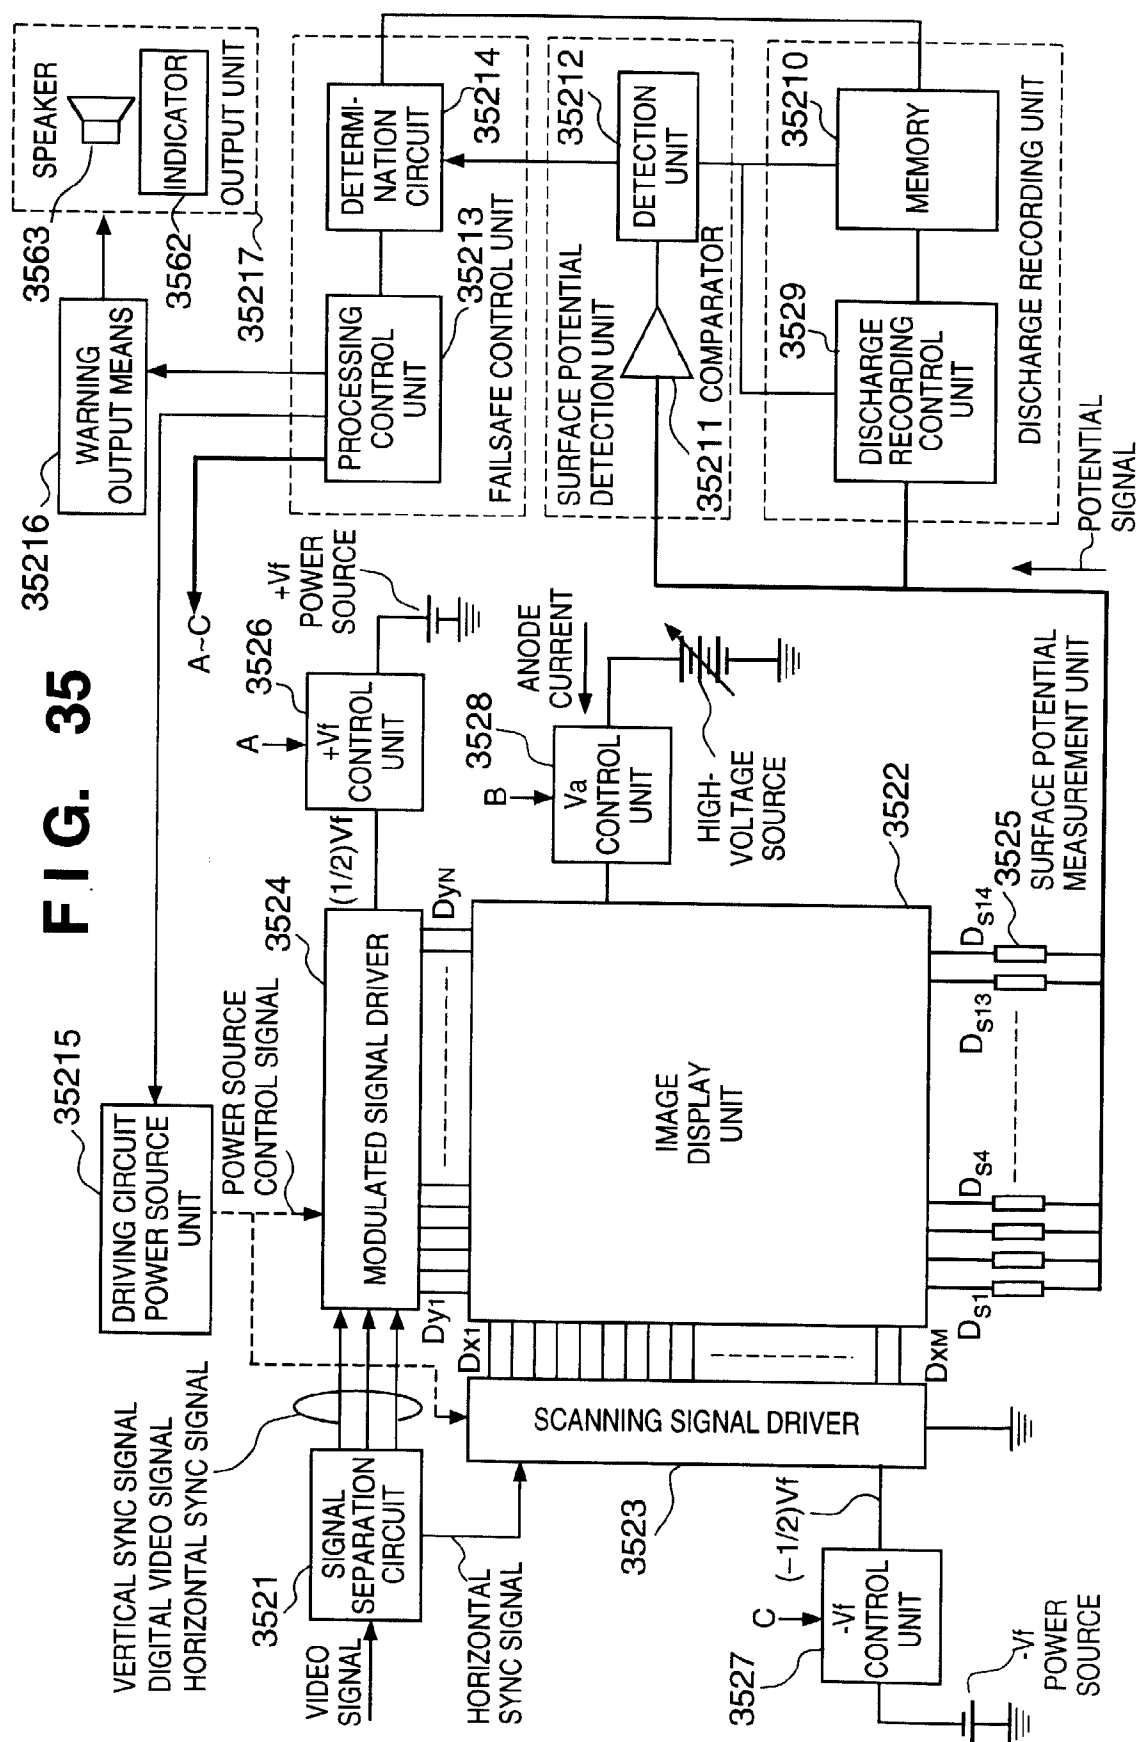 FIG. 35
VERTICAL SYNC SIGNAL
DIGITAL VIDEO SIGNAL
HORIZONTAL SYNC SIGNAL
35215
DRIVING CIRCUIT
POWER SOURCE
UNIT
POWER SOURCE
CONTROL SIGNAL
35216
WARNING
OUTPUT MEANS
3563
3562
35217
SPEAKER
INDICATOR
OUTPUT UNIT
A~C
3521
VIDEO
SIGNAL
SIGNAL
SEPARATION
CIRCUIT
HORIZONTAL
SYNC SIGNAL
3524
MODULATED SIGNAL DRIVER
(1/2)Vf
3526
A
+Vf
CONTROL
UNIT
+Vf
POWER
SOURCE
PROCESSING
CONTROL
UNIT
DETERMI-
NATION
CIRCUIT
35213
35214
FAILSAFE CONTROL UNIT
Dy1
DyN
Dx1
DxM
SCANNING SIGNAL DRIVER
3523
(−1/2)Vf
3527
C
-Vf
CONTROL
UNIT
-Vf
POWER
SOURCE
IMAGE
DISPLAY
UNIT
3522
3528
B
Va
CONTROL
UNIT
ANODE
CURRENT
HIGH-
VOLTAGE
SOURCE
SURFACE POTENTIAL
DETECTION UNIT
35212
DETECTION
UNIT
35211
COMPARATOR
3529
DISCHARGE
RECORDING
CONTROL
UNIT
35210
MEMORY
DISCHARGE RECORDING UNIT
POTENTIAL
SIGNAL
DS1
DS4
DS13
DS14
3525
SURFACE POTENTIAL
MEASUREMENT UNIT